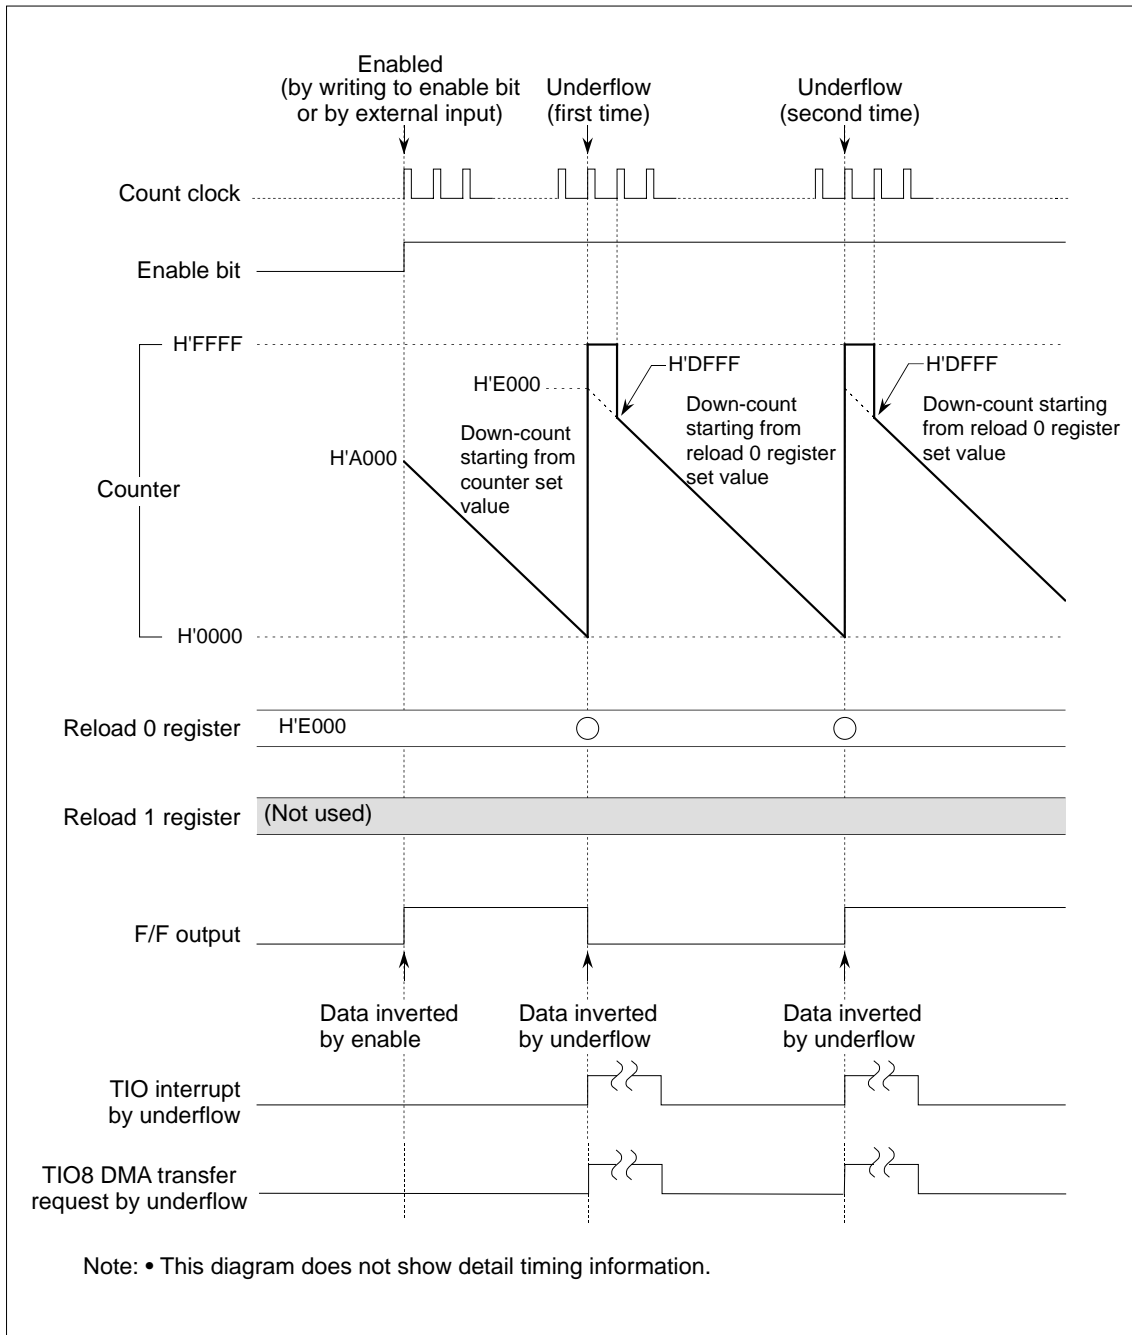 Enabled
(by writing to enable bit
or by external input)
Underflow
(first time)
Underflow
(second time)
Count clock
Enable bit
H'FFFF
H'E000
H'DFFF
H'DFFF
Down-count
starting from
reload 0 register
set value
Down-count starting
from reload 0 register
set value
Down-count
starting from
counter set
value
H'A000
Counter
H'0000
Reload 0 register
H'E000
Reload 1 register
(Not used)
F/F output
Data inverted
by enable
Data inverted
by underflow
Data inverted
by underflow
TIO interrupt
by underflow
TIO8 DMA transfer
request by underflow
Note: • This diagram does not show detail timing information.